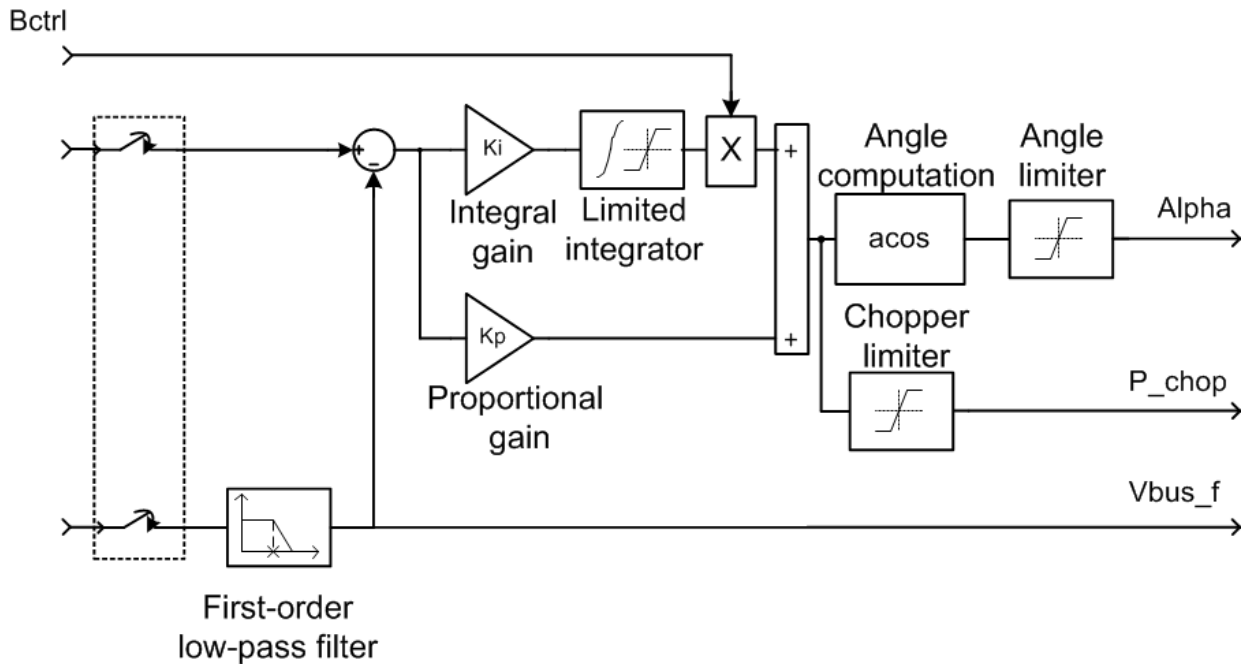 Bctrl
+
-
Ki
Integral
gain
Limited
integrator
X
+
Angle
computation
acos
Angle
limiter
Alpha
Kp
Proportional
gain
+
Chopper
limiter
P_chop
Vbus_f
First-order
low-pass filter